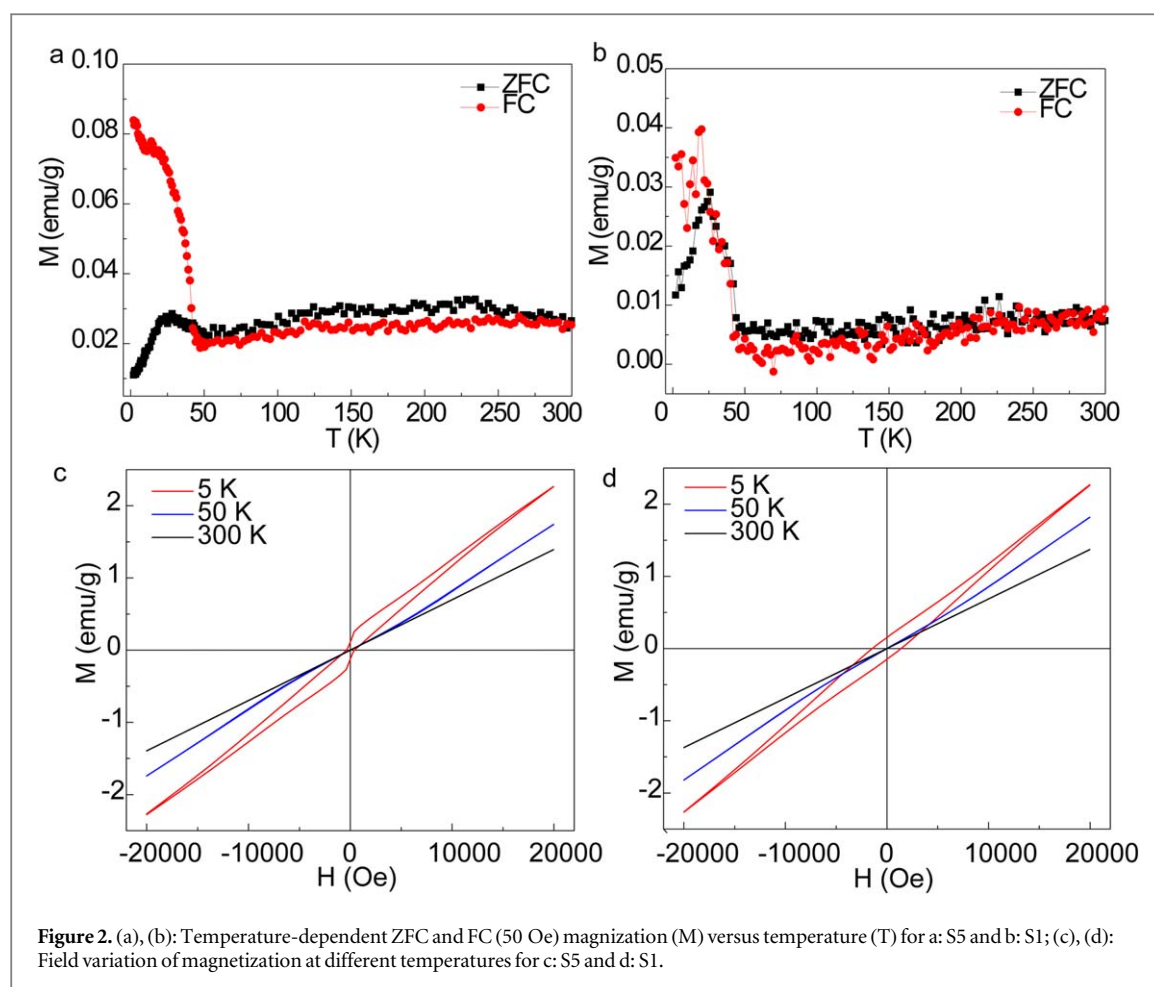 a
0.10
0.08
0.06
0.04
0.02
M (emu/g)
ZFC
FC
0 50 100 150 200 250 300
T (K)
b
0.05
0.04
0.03
0.02
0.01
0.00
M (emu/g)
ZFC
FC
0 50 100 150 200 250 300
T (K)
c
2
1
0
-1
-2
M (emu/g)
5 K
50 K
300 K
-20000 -10000 0 10000 20000
H (Oe)
d
2
1
0
-1
-2
M (emu/g)
5 K
50 K
300 K
-20000 -10000 0 10000 20000
H (Oe)
Figure 2. (a), (b): Temperature-dependent ZFC and FC (50 Oe) magnization (M) versus temperature (T) for a: S5 and b: S1; (c), (d):
Field variation of magnetization at different temperatures for c: S5 and d: S1.